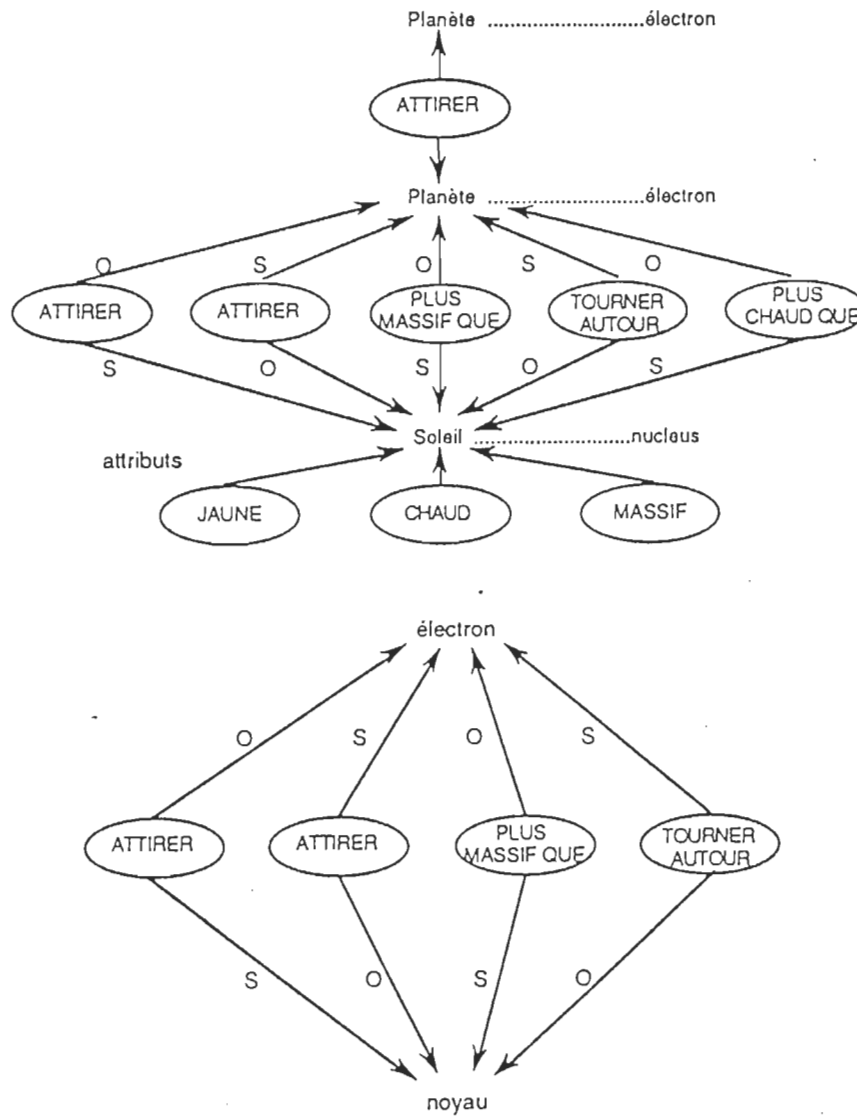 Planète ............................électron
ATTIRER
Planète ............................électron
O S O S O
ATTIRER ATTIRER PLUS MASSIF QUE TOURNER AUTOUR PLUS CHAUD QUE
S O S O S
Soleil ............................nucleus
attributs
JAUNE CHAUD MASSIF
électron
O S O S
ATTIRER ATTIRER PLUS MASSIF QUE TOURNER AUTOUR
S O S O
noyau